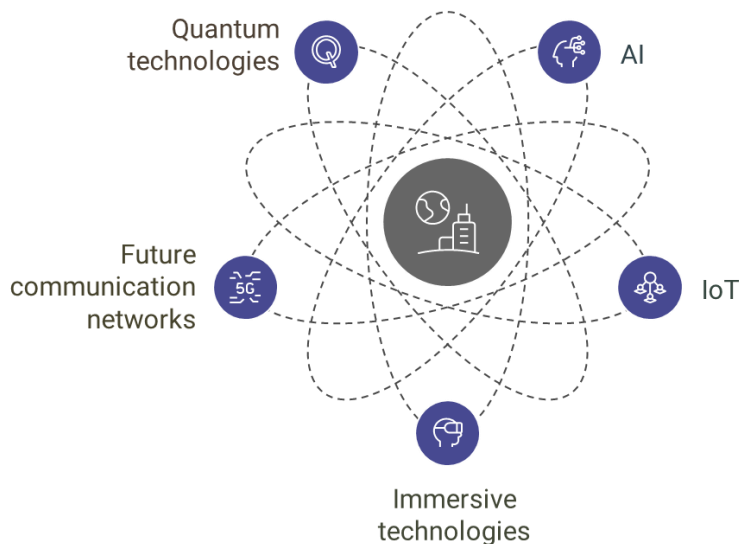 Quantum
technologies
AI
Future
communication
networks
5G
IoT
Immersive
technologies